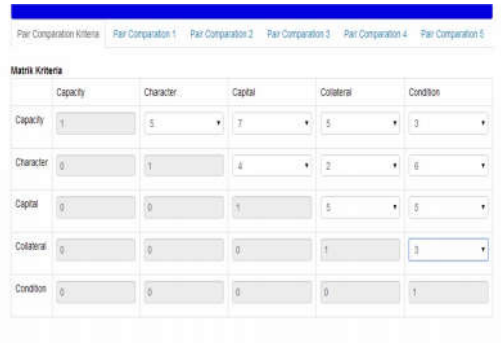 Pair Comparation Kriteria Pair Comparation 1 Pair Comparation 2 Pair Comparation 3 Pair Comparation 4 Pair Comparation 5
Matrik Kriteria
Capacity Character Capital Collateral Condition
Capacity 1 5 7 5 3
Character 0 1 4 2 6
Capital 0 0 1 5 5
Collateral 0 0 0 1 3
Condition 0 0 0 0 1